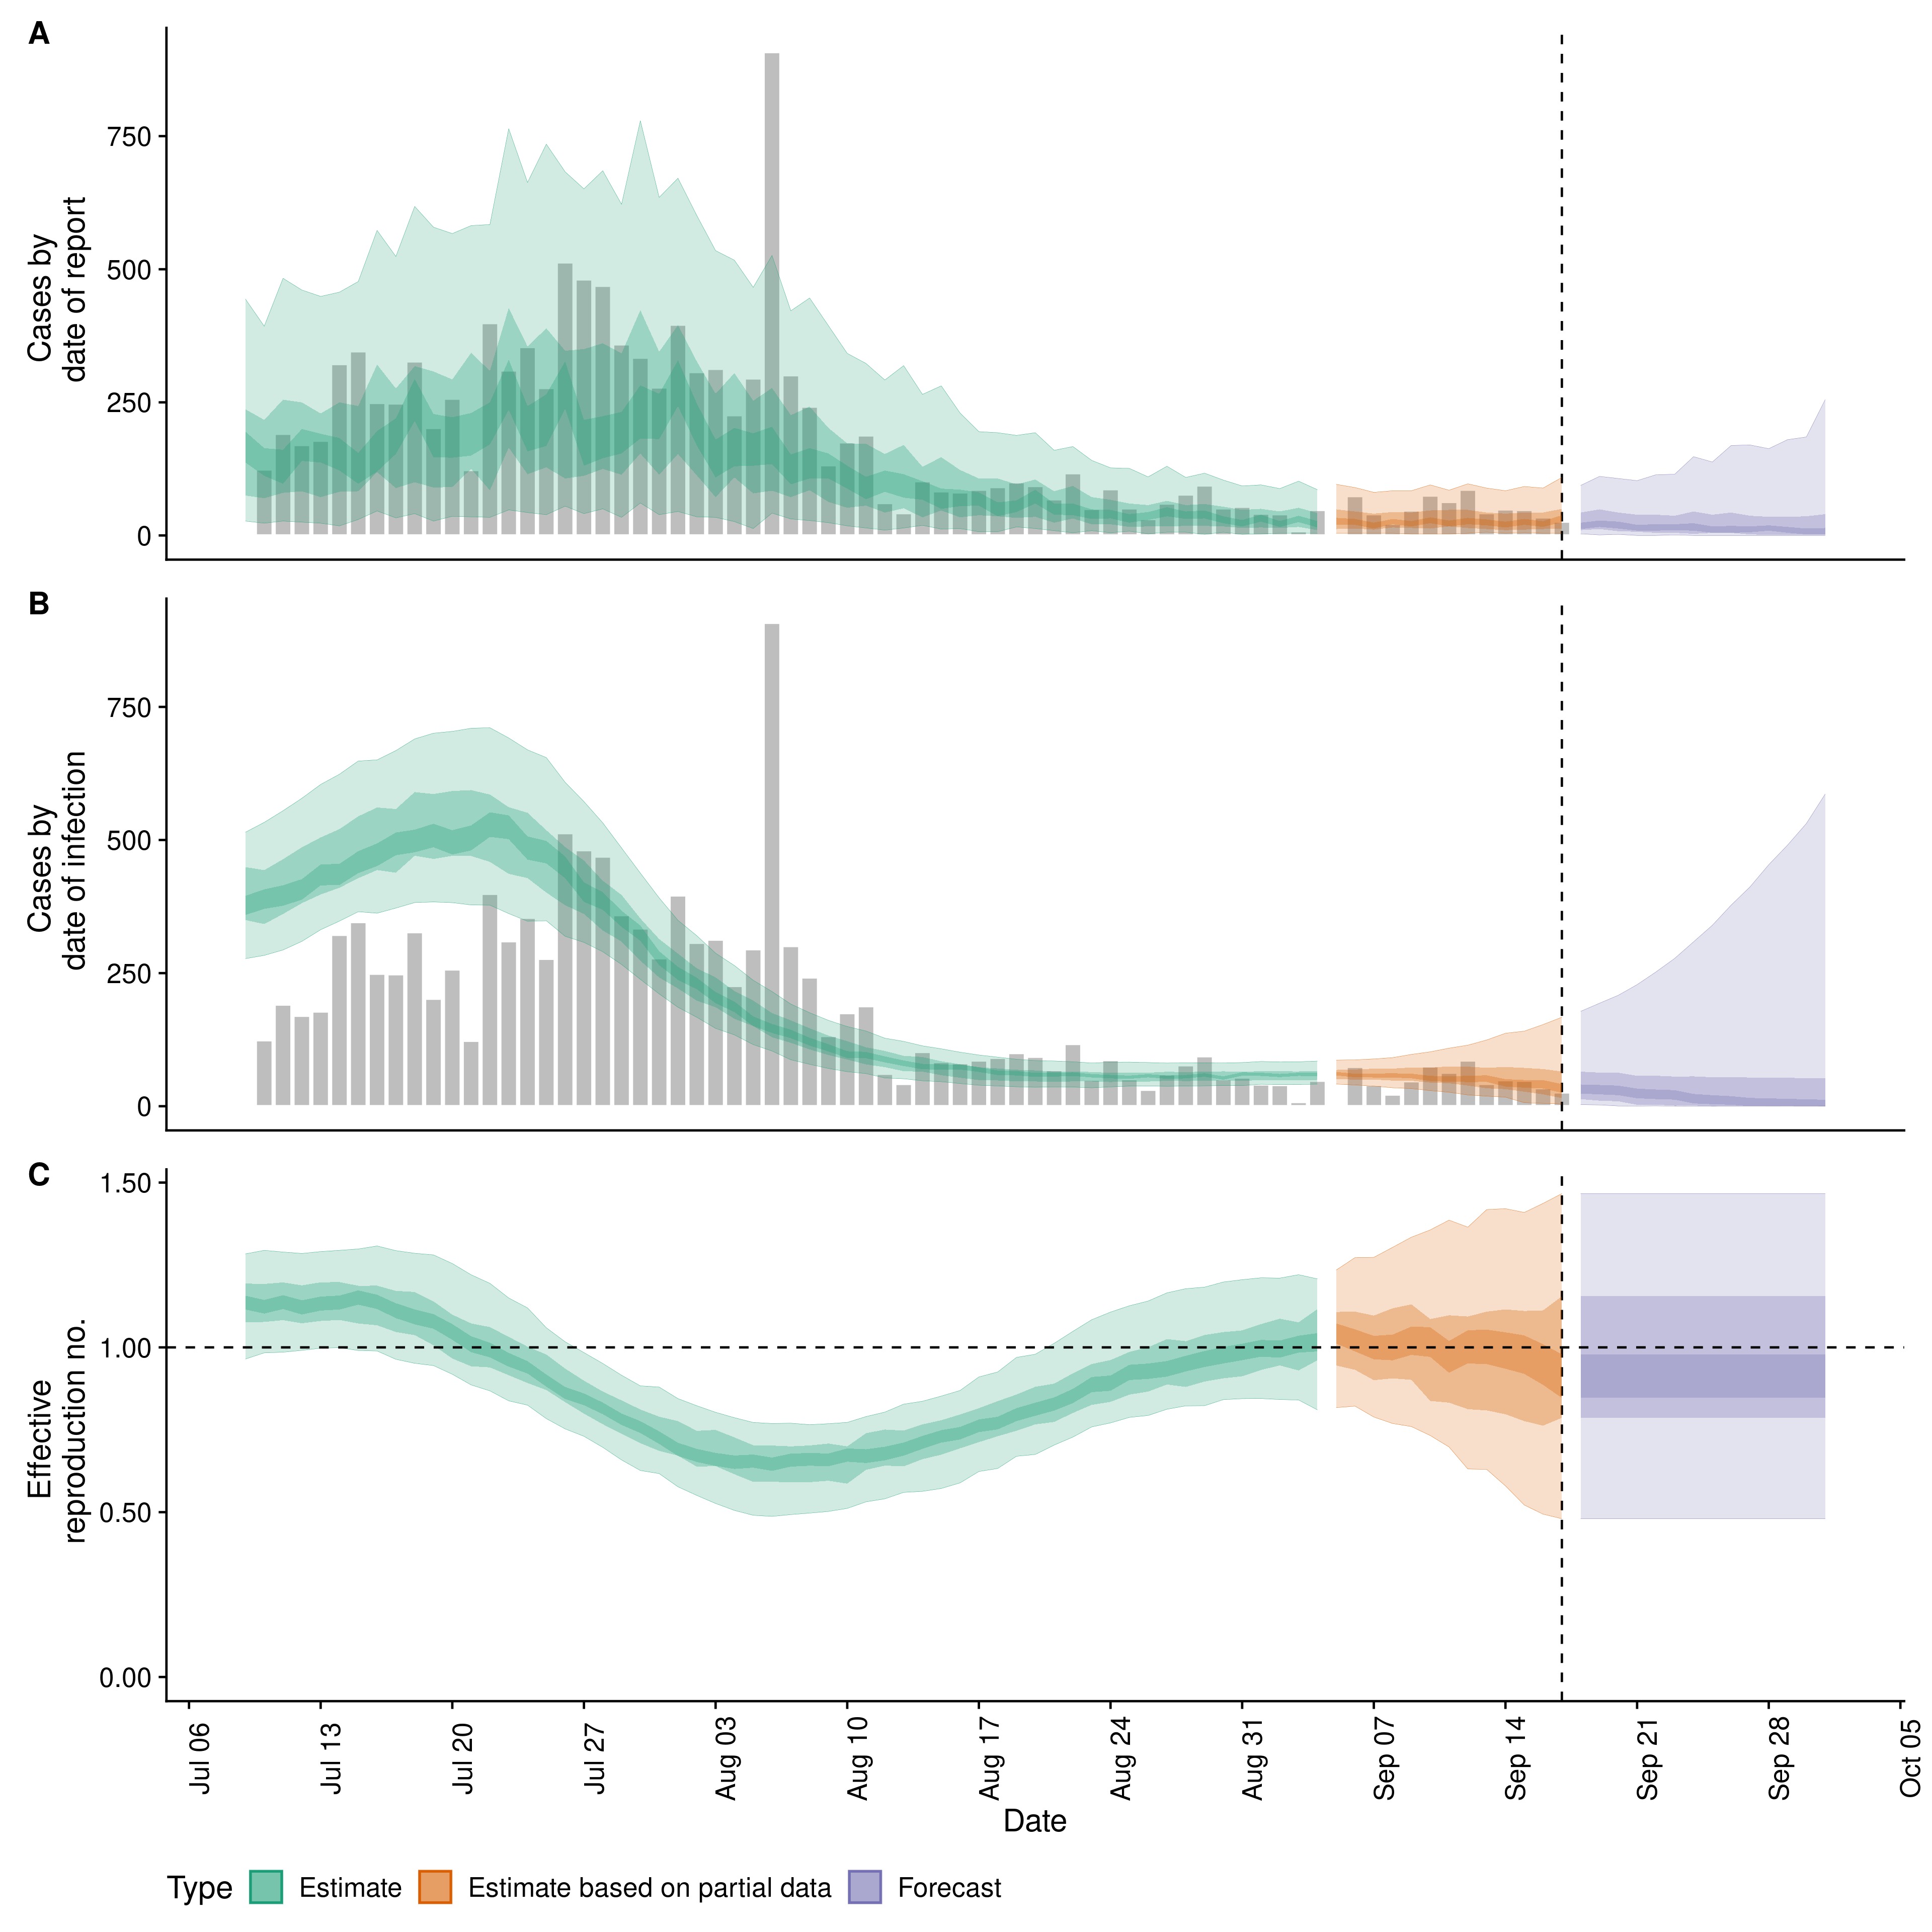 A
Cases by
date of report
750
500
250
0
B
Cases by
date of infection
750
500
250
0
C
Effective
reproduction no.
1.50
1.00
0.50
0.00
Jul 06
Jul 13
Jul 20
Jul 27
Aug 03
Aug 10
Aug 17
Aug 24
Aug 31
Sep 07
Sep 14
Sep 21
Sep 28
Oct 05
Date
Type Estimate Estimate based on partial data Forecast